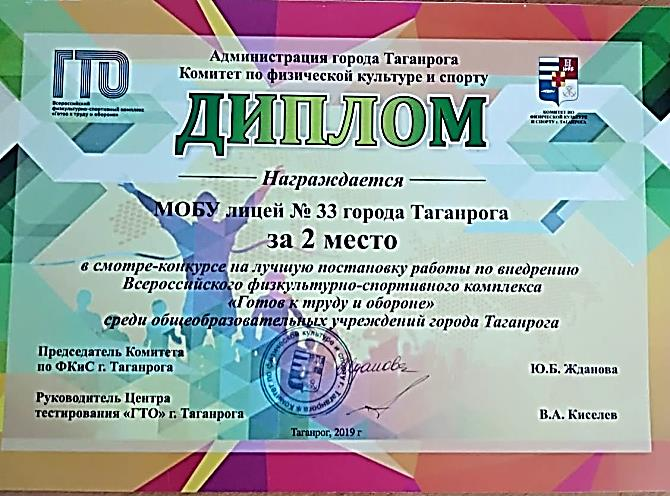 Администрация города Таганрога
Комитет по физической культуре и спорту
ГТО
Всероссийский
физкультурно-спортивный комплекс
«Готов к труду и обороне»
КОМИТЕТ ПО
ФИЗИЧЕСКОЙ КУЛЬТУРЕ
И СПОРТУ г. ТАГАНРОГА
ДИПЛОМ
Награждается
МОБУ лицей № 33 города Таганрога
за 2 место
в смотре-конкурсе на лучшую постановку работы по внедрению
Всероссийского физкультурно-спортивного комплекса
«Готов к труду и обороне»
среди общеобразовательных учреждений города Таганрога
Председатель Комитета
по ФКиС г. Таганрога
Ю.Б. Жданова
Руководитель Центра
тестирования «ГТО» г. Таганрога
В.А. Киселев
Таганрог, 2019 г